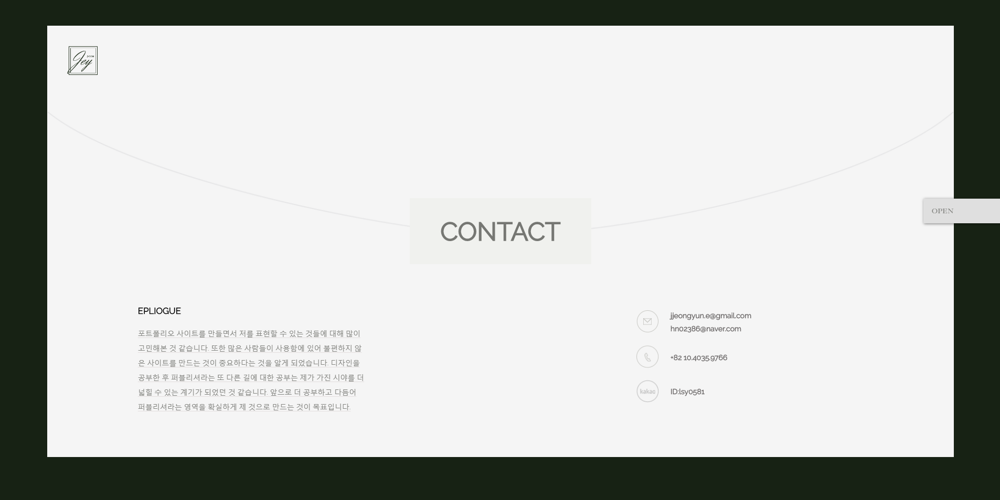 Jey
YOON
OPEN
CONTACT
EPLIOGUE
포트폴리오 사이트를 만들면서 저를 표현할 수 있는 것들에 대해 많이
고민해본 것 같습니다. 또한 많은 사람들이 사용함에 있어 불편하지 않
은 사이트를 만드는 것이 중요하다는 것을 알게 되었습니다. 디자인을
공부한 후 퍼블리셔라는 또 다른 길에 대한 공부는 제가 가진 시야를 더
넓힐 수 있는 계기가 되었던 것 같습니다. 앞으로 더 공부하고 다듬어
퍼블리셔라는 영역을 확실하게 제 것으로 만드는 것이 목표입니다.
jjeongyun.e@gmail.com
hn02386@naver.com
+82 10.4035.9766
kakao
ID:lsy0581